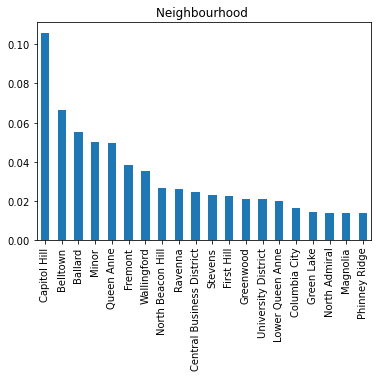 Neighbourhood
0.10
0.08
0.06
0.04
0.02
0.00
Capitol Hill
Belltown
Ballard
Minor
Queen Anne
Fremont
Wallingford
North Beacon Hill
Ravenna
Central Business District
Stevens
First Hill
Greenwood
University District
Lower Queen Anne
Columbia City
Green Lake
North Admiral
Magnolia
Phinney Ridge